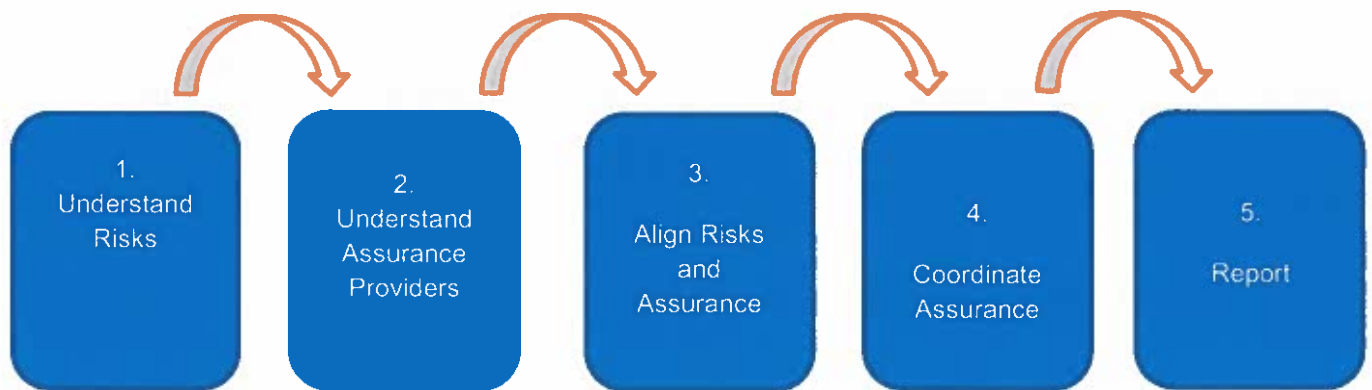 1.
Understand
Risks
2.
Understand
Assurance
Providers
3.
Align Risks
and
Assurance
4.
Coordinate
Assurance
5.
Report